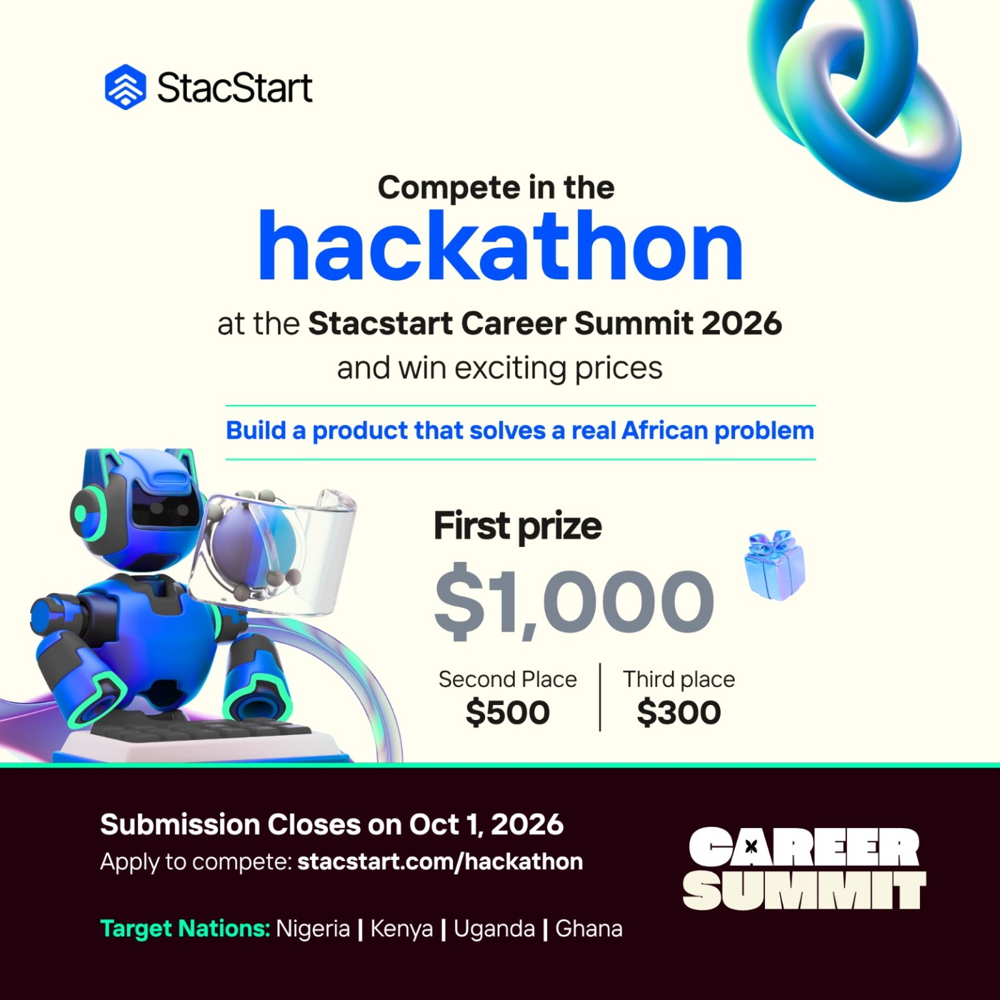 StacStart
Compete in the
hackathon
at the Stacstart Career Summit 2026
and win exciting prices
Build a product that solves a real African problem
First prize
$1,000
Second Place
$500
Third place
$300
Submission Closes on Oct 1, 2026
Apply to compete: stacstart.com/hackathon
Target Nations: Nigeria | Kenya | Uganda | Ghana
CAREER
SUMMIT